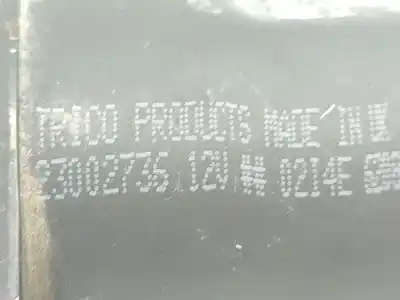 TRICO PRODUCTS MADE IN UK
23002735 12V 0214E